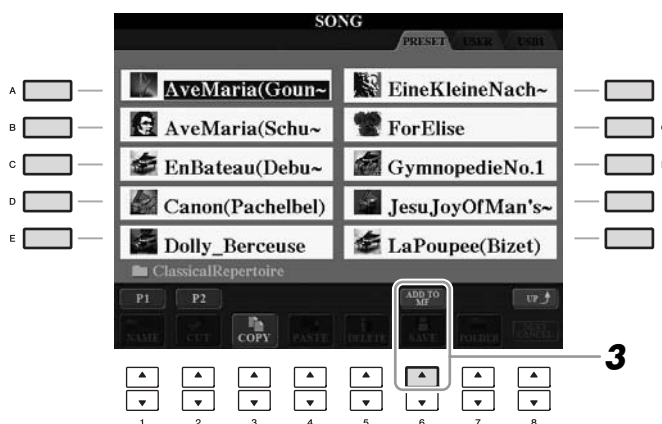 SONG
PRESET USER USB1
A AveMaria(Goun~ EineKleineNach~
B AveMaria(Schu~ ForElise
C EnBateau(Debu~ GymnopedieNo.1
D Canon(Pachelbel) JesuJoyOfMan's~
E Dolly_Berceuse LaPoupee(Bizet)
ClassicalRepertoire
P1 P2 ADD TO MF UP
NAME CUT COPY PASTE DELETE SAVE FOLDER NEXT CANCEL
3
1 2 3 4 5 6 7 8